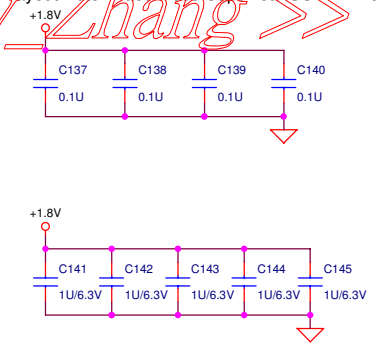 +1.8V
Zhang >>
C137 C138 C139 C140
0.1U 0.1U 0.1U 0.1U
+1.8V
C141 C142 C143 C144 C145
1U/6.3V 1U/6.3V 1U/6.3V 1U/6.3V 1U/6.3V